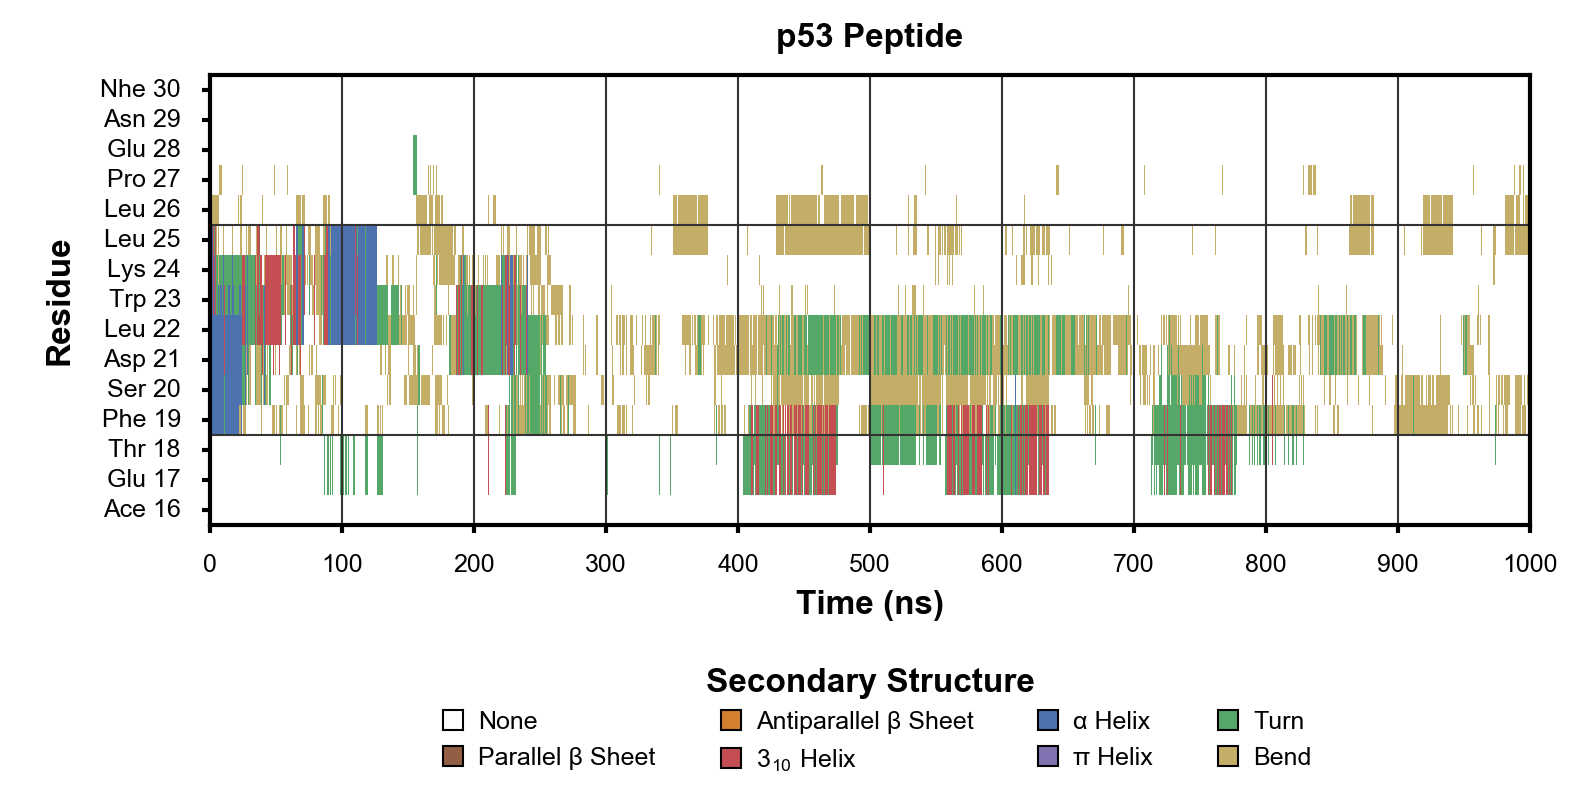 p53 Peptide
Nhe 30
Asn 29
Glu 28
Pro 27
Leu 26
Leu 25
Lys 24
Trp 23
Leu 22
Asp 21
Ser 20
Phe 19
Thr 18
Glu 17
Ace 16
Residue
0 100 200 300 400 500 600 700 800 900 1000
Time (ns)
Secondary Structure
None Antiparallel β Sheet α Helix Turn
Parallel β Sheet 3₁₀ Helix π Helix Bend